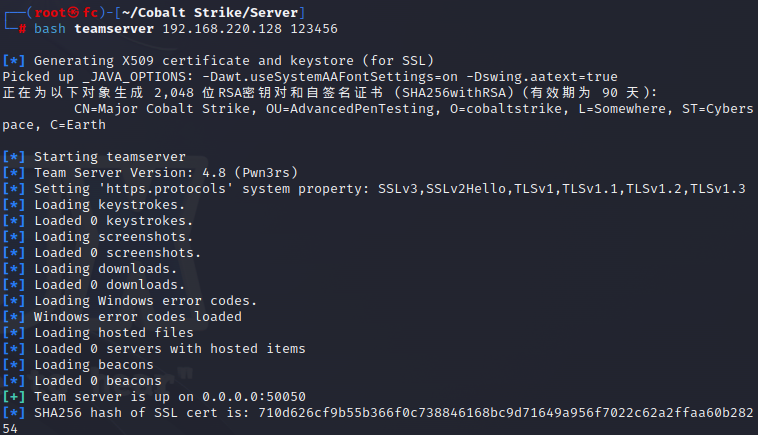 ┌──(root㉿fc)-[~/Cobalt Strike/Server]
└─# bash teamserver 192.168.220.128 123456
[*] Generating X509 certificate and keystore (for SSL)
Picked up _JAVA_OPTIONS: -Dawt.useSystemAAFontSettings=on -Dswing.aatext=true
正在为以下对象生成 2,048 位RSA密钥对和自签名证书 (SHA256withRSA) (有效期为 90 天):
CN=Major Cobalt Strike, OU=AdvancedPenTesting, O=cobaltstrike, L=Somewhere, ST=Cybers
pace, C=Earth
[*] Starting teamserver
[*] Team Server Version: 4.8 (Pwn3rs)
[*] Setting 'https.protocols' system property: SSLv3,SSLv2Hello,TLSv1,TLSv1.1,TLSv1.2,TLSv1.3
[*] Loading keystrokes.
[*] Loaded 0 keystrokes.
[*] Loading screenshots.
[*] Loaded 0 screenshots.
[*] Loading downloads.
[*] Loaded 0 downloads.
[*] Loading Windows error codes.
[*] Windows error codes loaded
[*] Loading hosted files
[*] Loaded 0 servers with hosted items
[*] Loading beacons
[*] Loaded 0 beacons
[+] Team server is up on 0.0.0.0:50050
[*] SHA256 hash of SSL cert is: 710d626cf9b55b366f0c738846168bc9d71649a956f7022c62a2ffaa60b282
54